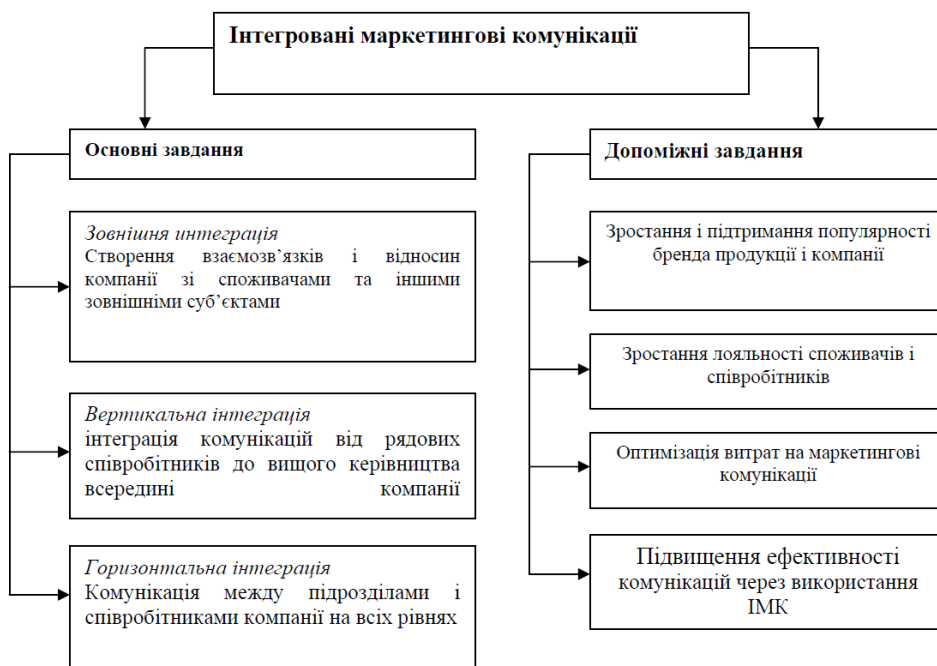 Інтегровані маркетингові комунікації
Основні завдання
Зовнішня интеграція
Створення взаємозв’язків і відносин
компанії зі споживачами та іншими
зовнішніми суб’єктами
Вертикальна інтеграція
інтеграція комунікацій від рядових
співробітників до вищого керівництва
всередині компанії
Горизонтальна інтеграція
Комунікація между підрозділами і
співробітниками компанії на всіх рівнях
Допоміжні завдання
Зростання і підтримання популярності
бренда продукції і компанії
Зростання лояльності споживачів і
співробітників
Оптимізація витрат на маркетингові
комунікації
Підвищення ефективності
комунікацій через використання
ІМК